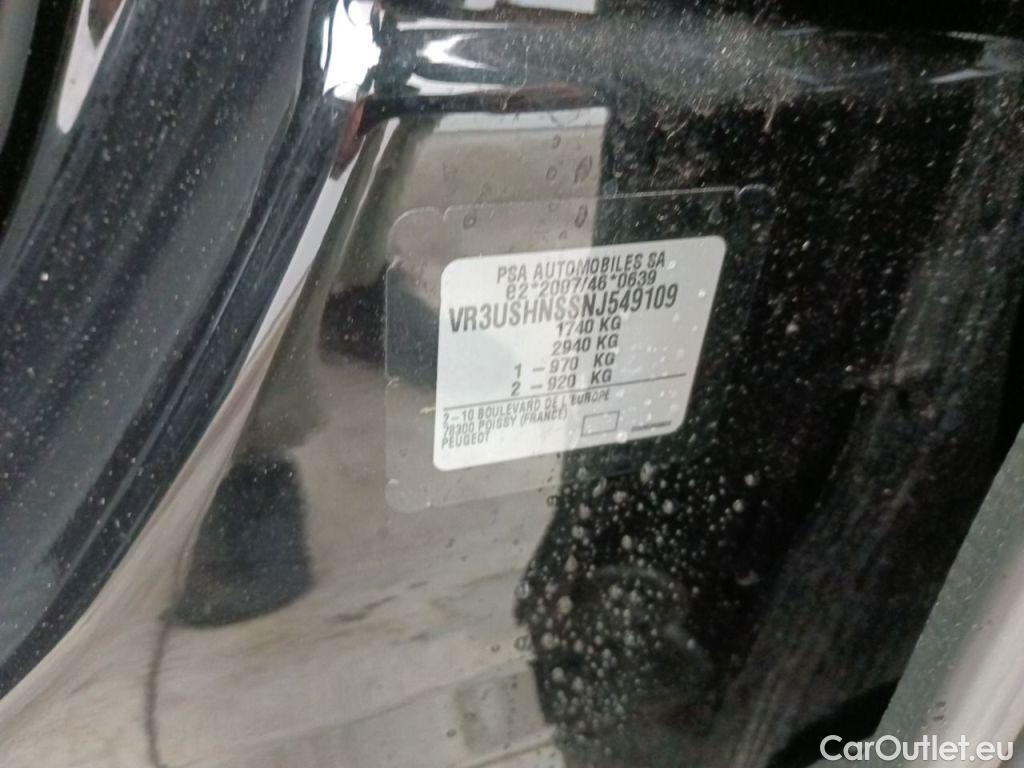 PSA AUTOMOBILES SA
e2*2007/46*0639
VR3USHNSSNJ549109
1740 KG
2940 KG
1 - 970 KG
2 - 920 KG
2-10 BOULEVARD DE L'EUROPE
78300 POISSY (FRANCE)
PEUGEOT
CarOutlet.eu